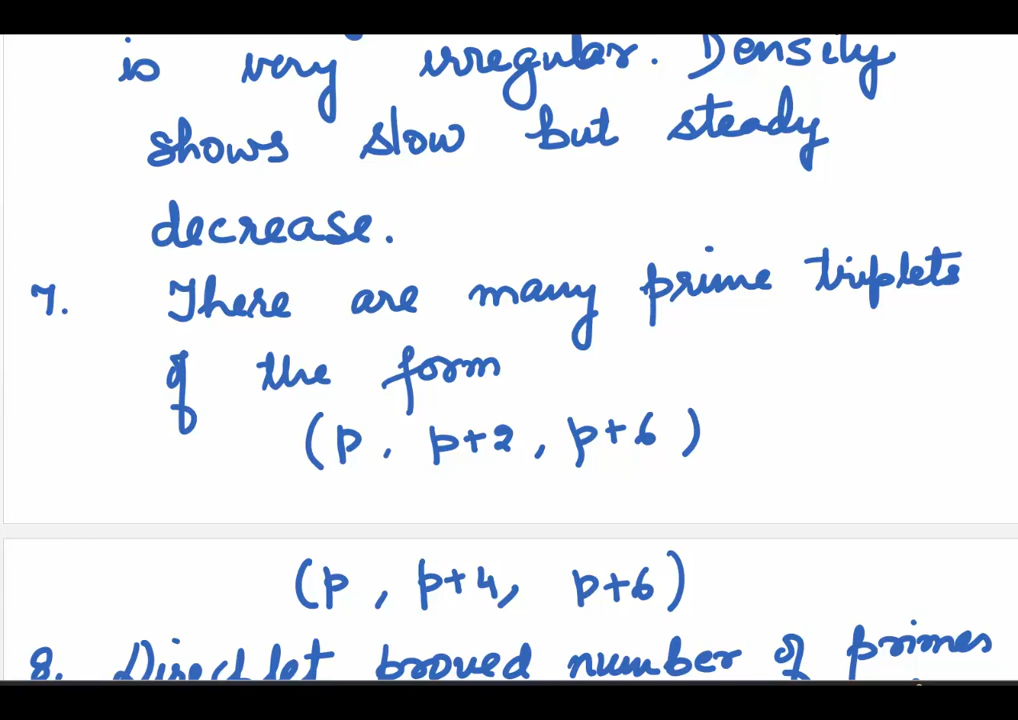 is very irregular. Density
shows slow but steady
decrease.
7. There are many prime triplets
of the form
(p, p+2, p+6)
(p, p+4, p+6)
8. Dirichlet proved number of primes